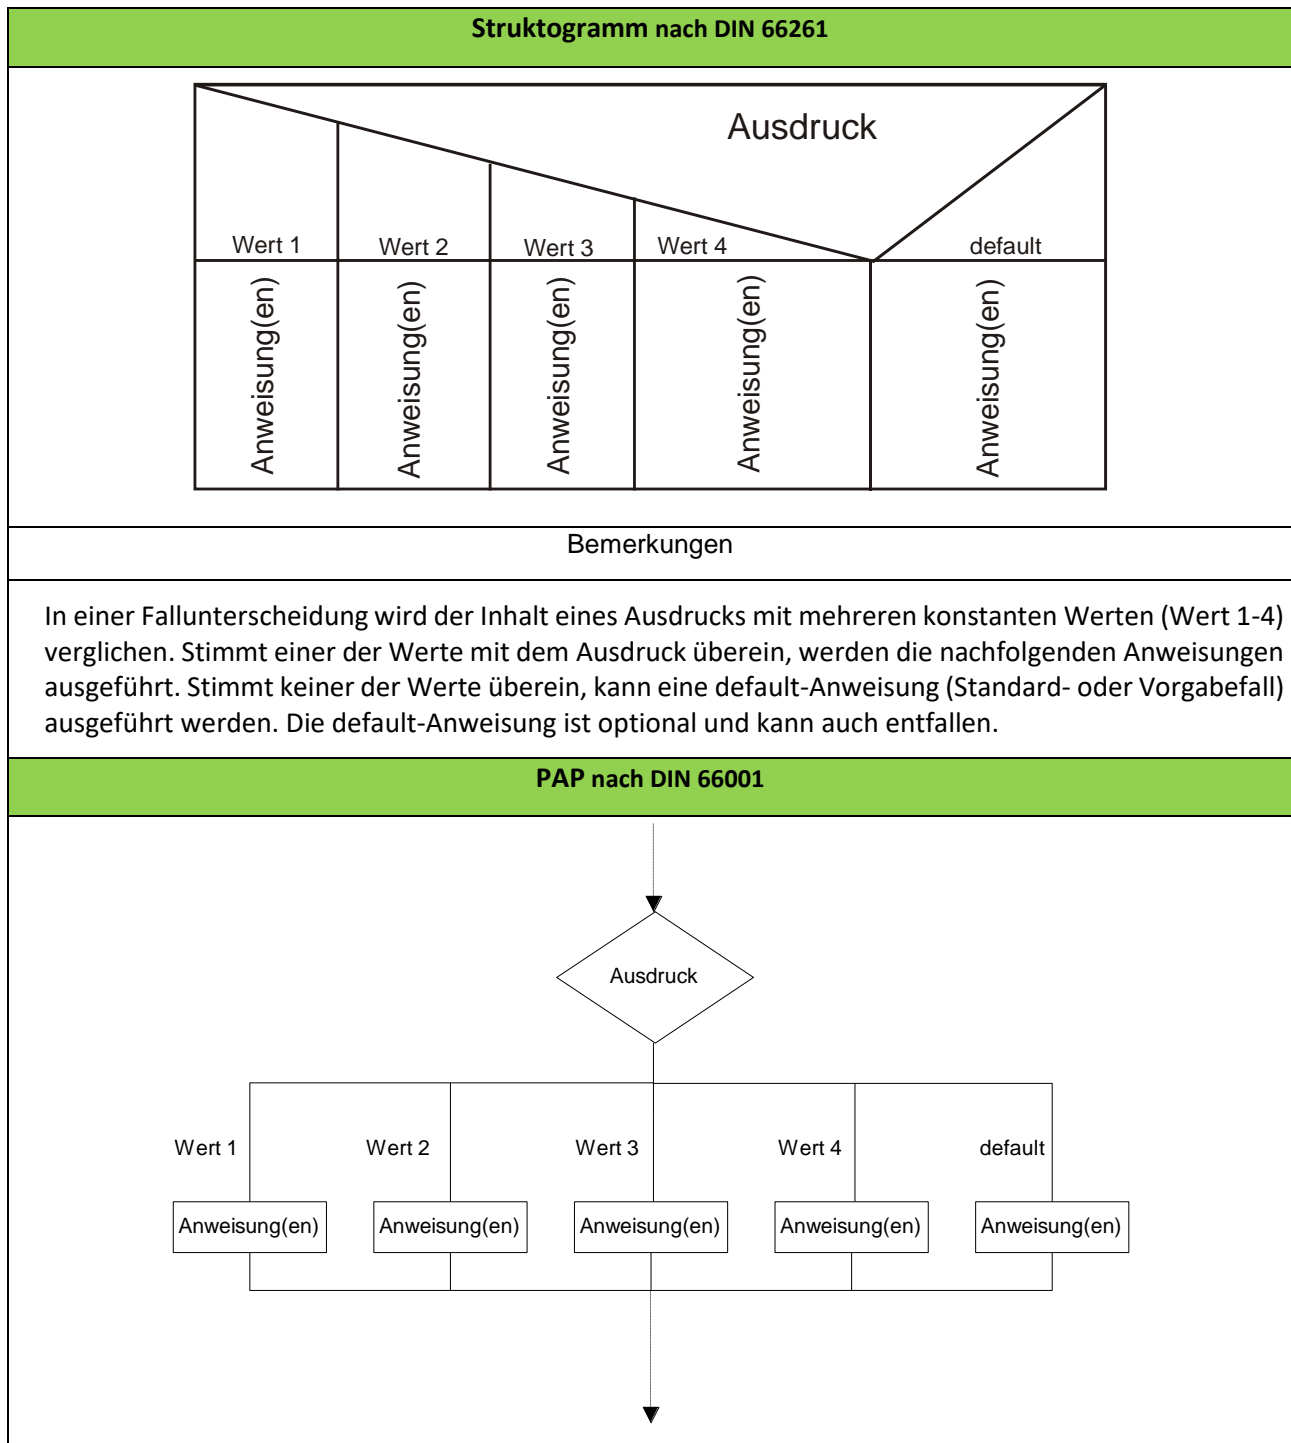 Struktogramm nach DIN 66261
Ausdruck
Wert 1 Wert 2 Wert 3 Wert 4 default
Anweisung(en) Anweisung(en) Anweisung(en) Anweisung(en) Anweisung(en)
Bemerkungen
In einer Fallunterscheidung wird der Inhalt eines Ausdrucks mit mehreren konstanten Werten (Wert 1-4)
verglichen. Stimmt einer der Werte mit dem Ausdruck überein, werden die nachfolgenden Anweisungen
ausgeführt. Stimmt keiner der Werte überein, kann eine default-Anweisung (Standard- oder Vorgabefall)
ausgeführt werden. Die default-Anweisung ist optional und kann auch entfallen.
PAP nach DIN 66001
Ausdruck
Wert 1 Wert 2 Wert 3 Wert 4 default
Anweisung(en) Anweisung(en) Anweisung(en) Anweisung(en) Anweisung(en)